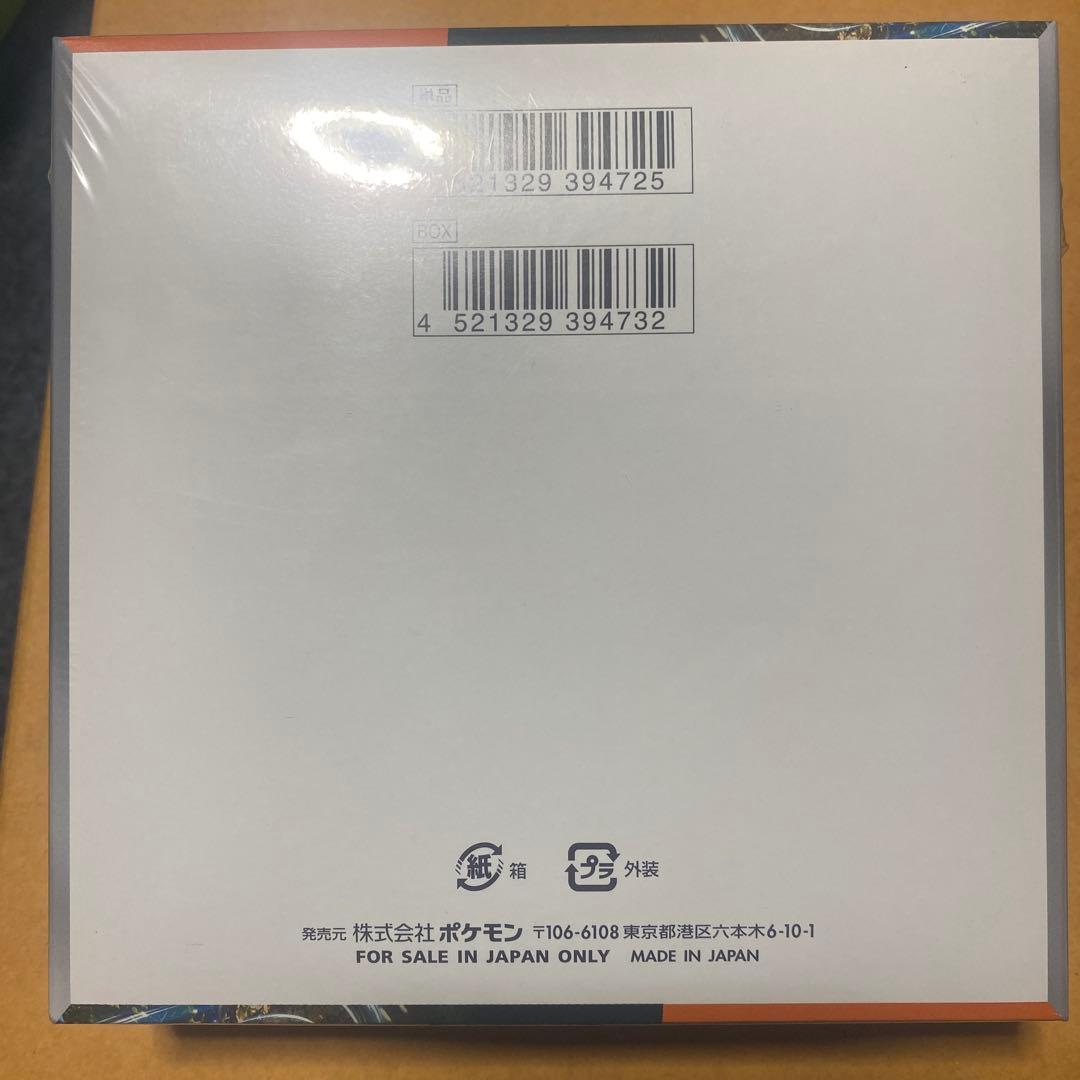 単品
521329 394725
BOX
4 521329 394732
紙 箱 プラ 外装
発売元 株式会社 ポケモン 〒106-6108 東京都港区六本木6-10-1
FOR SALE IN JAPAN ONLY MADE IN JAPAN